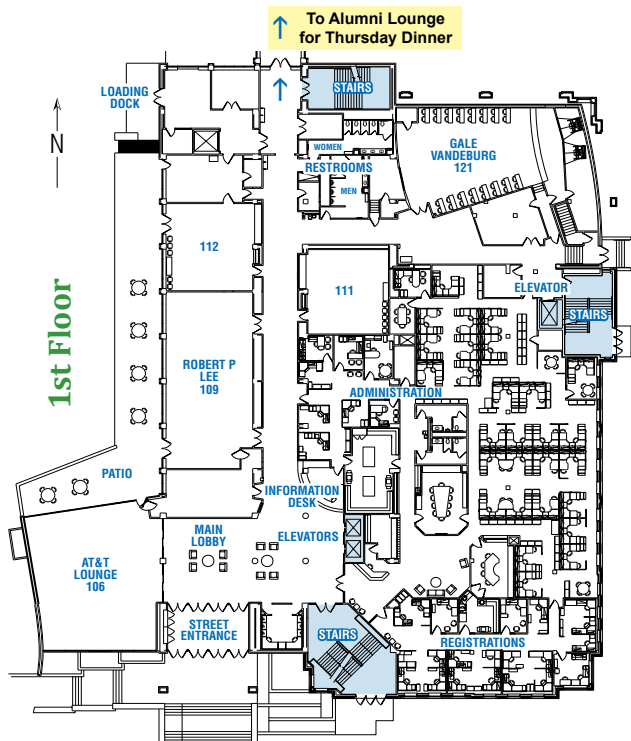 To Alumni Lounge
for Thursday Dinner
LOADING
DOCK
STAIRS
N
WOMEN
RESTROOMS
MEN
GALE
VANDEBURG
121
112
111
ELEVATOR
STAIRS
1st Floor
ROBERT P
LEE
109
ADMINISTRATION
PATIO
INFORMATION
DESK
MAIN
LOBBY
ELEVATORS
AT&T
LOUNGE
106
STREET
ENTRANCE
STAIRS
REGISTRATIONS